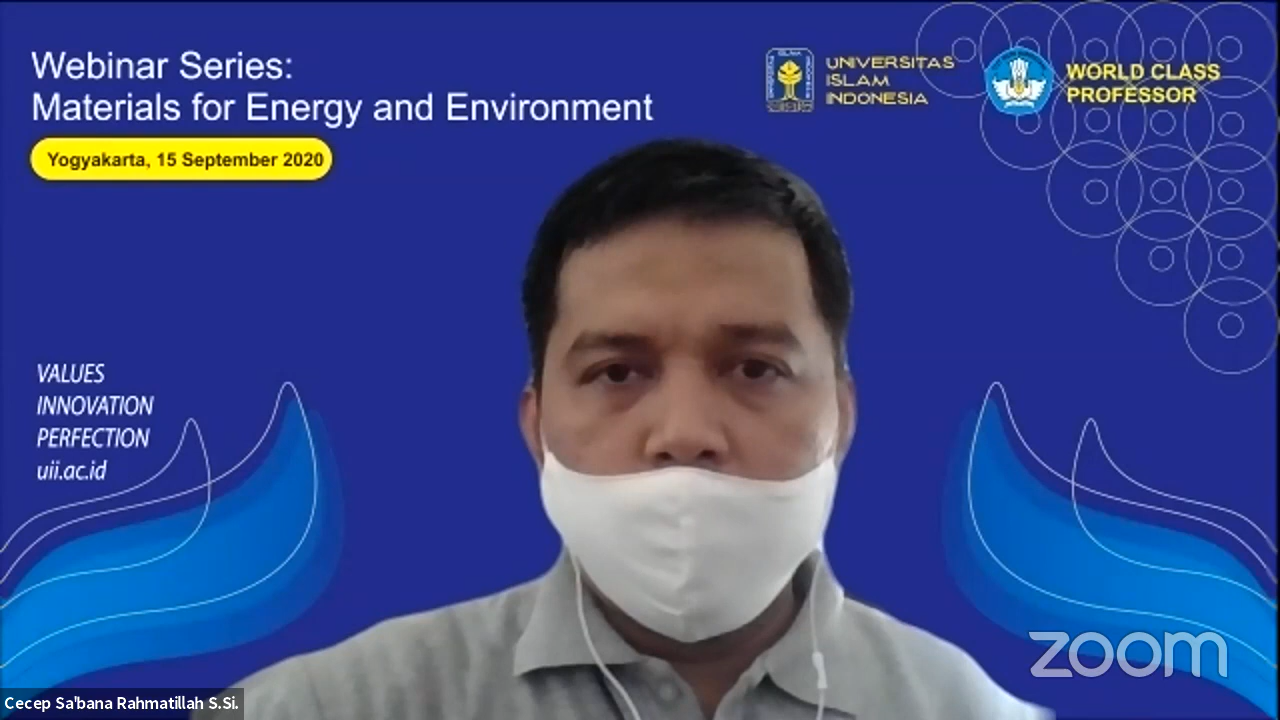 Webinar Series:
Materials for Energy and Environment
Yogyakarta, 15 September 2020
UNIVERSITAS
ISLAM
INDONESIA
WORLD CLASS
PROFESSOR
VALUES
INNOVATION
PERFECTION
uii.ac.id
zoom
Cecep Sa'bana Rahmatillah S.Si.